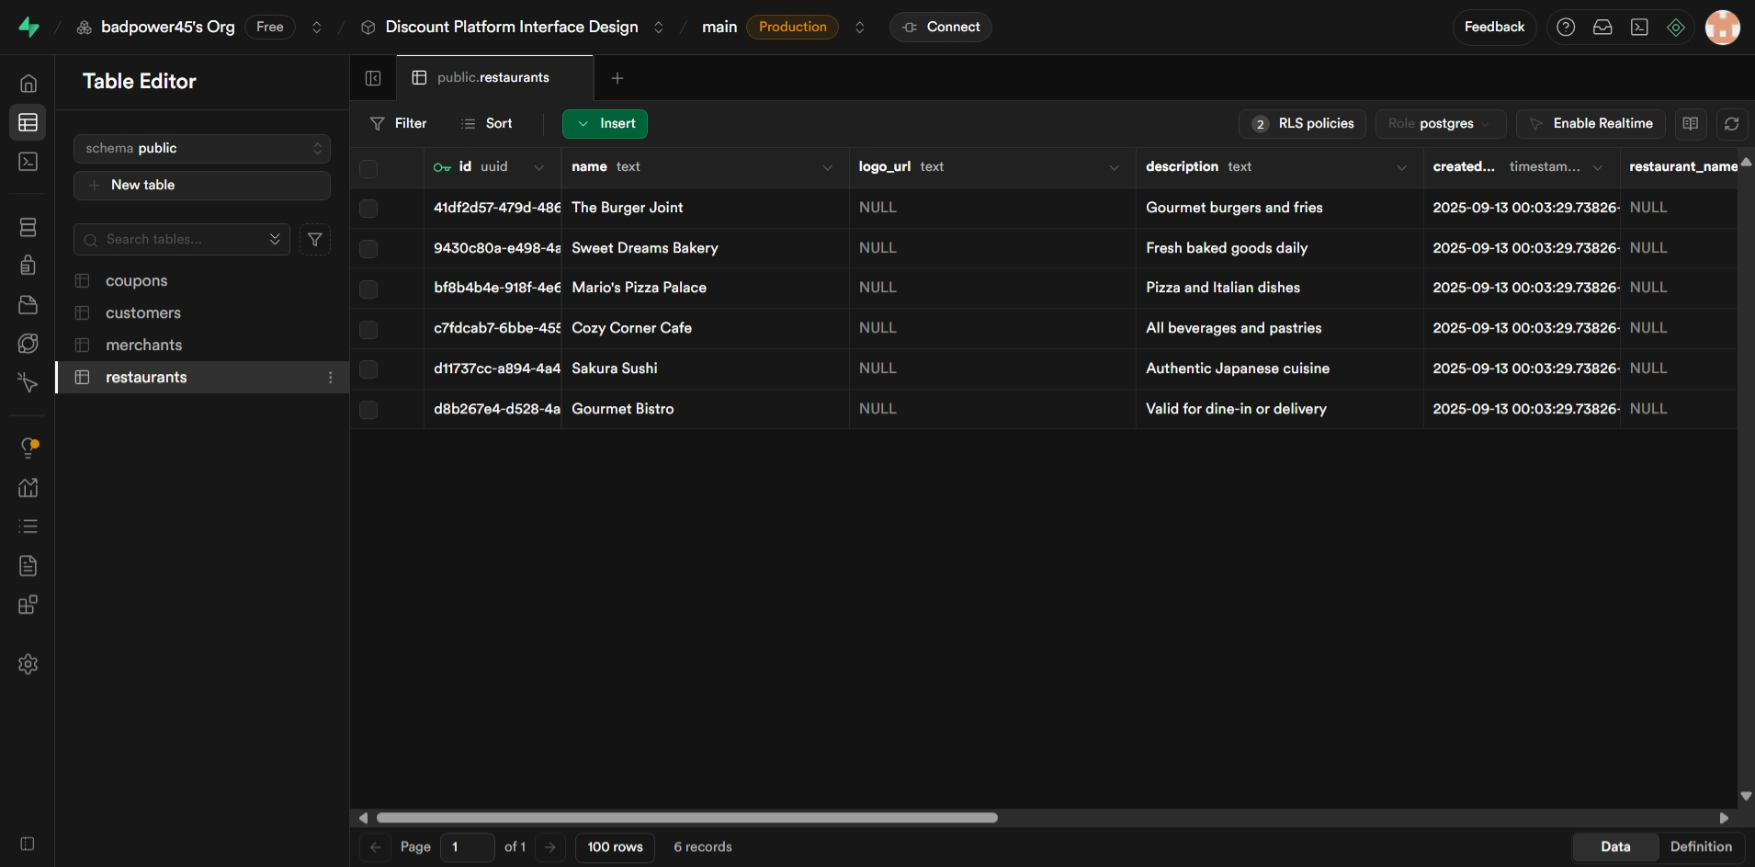 badpower45's Org Free / Discount Platform Interface Design / main Production Connect Feedback
Table Editor
public.restaurants
schema public
New table
Search tables...
coupons
customers
merchants
restaurants
Filter Sort Insert 2 RLS policies Role postgres Enable Realtime
id uuid name text logo_url text description text created... timestam... restaurant_name
41df2d57-479d-486 The Burger Joint NULL Gourmet burgers and fries 2025-09-13 00:03:29.73826- NULL
9430c80a-e498-4a Sweet Dreams Bakery NULL Fresh baked goods daily 2025-09-13 00:03:29.73826- NULL
bf8b4b4e-918f-4e6 Mario's Pizza Palace NULL Pizza and Italian dishes 2025-09-13 00:03:29.73826- NULL
c7fdcab7-6bbe-455 Cozy Corner Cafe NULL All beverages and pastries 2025-09-13 00:03:29.73826- NULL
d11737cc-a894-4a4 Sakura Sushi NULL Authentic Japanese cuisine 2025-09-13 00:03:29.73826- NULL
d8b267e4-d528-4a Gourmet Bistro NULL Valid for dine-in or delivery 2025-09-13 00:03:29.73826- NULL
Page 1 of 1 100 rows 6 records Data Definition